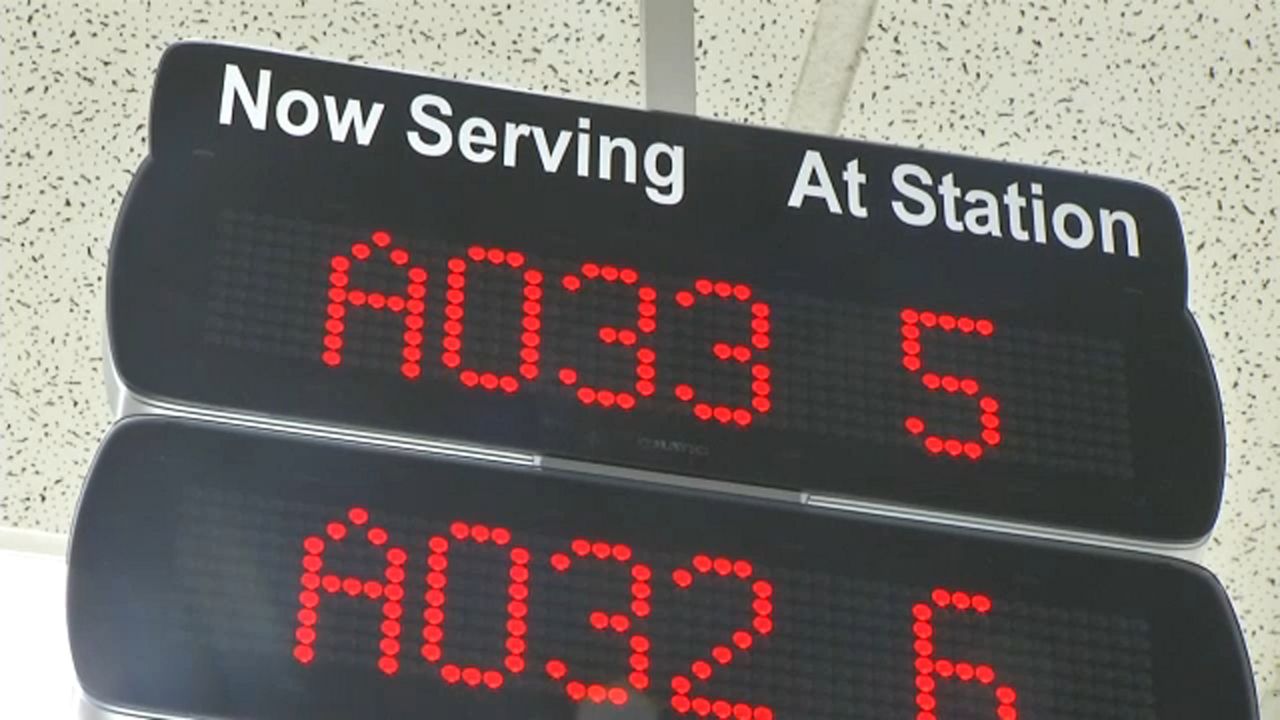 Now Serving At Station
A033 5
A032 6